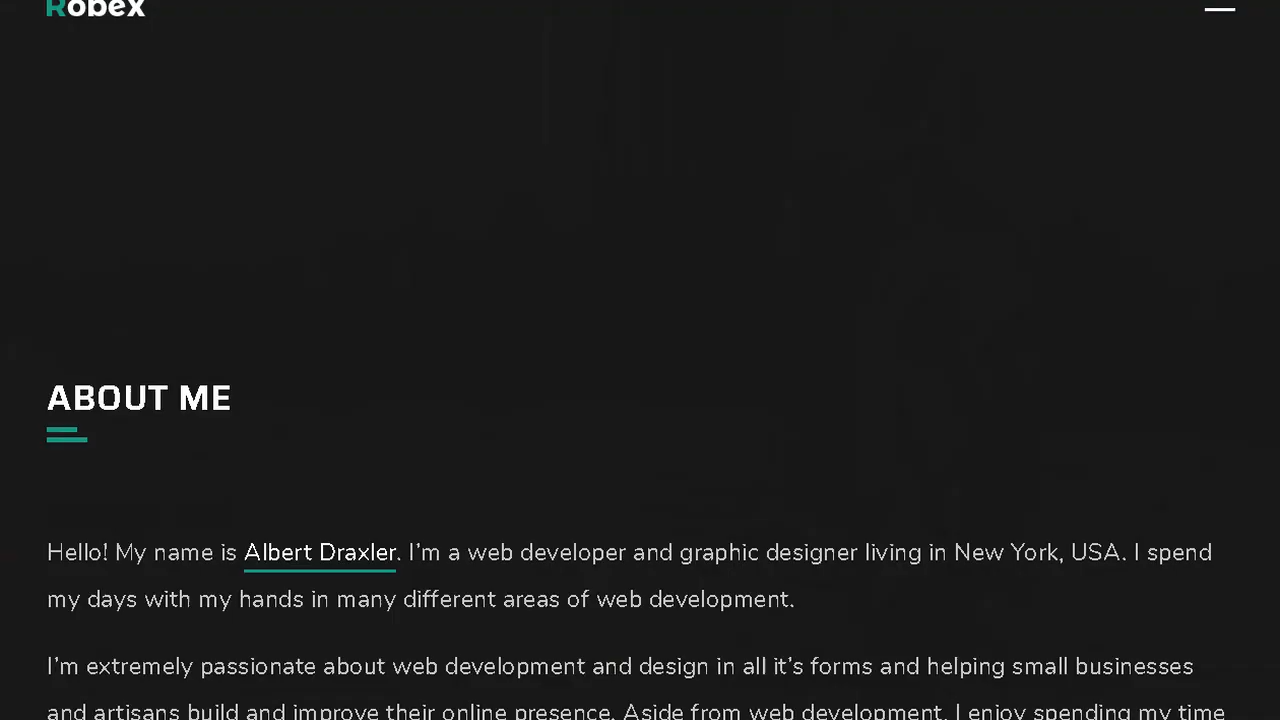 Robex
ABOUT ME
Hello! My name is Albert Draxler. I'm a web developer and graphic designer living in New York, USA. I spend
my days with my hands in many different areas of web development.
I'm extremely passionate about web development and design in all it's forms and helping small businesses
and artisans build and improve their online presence. Aside from web development, I enjoy spending my time